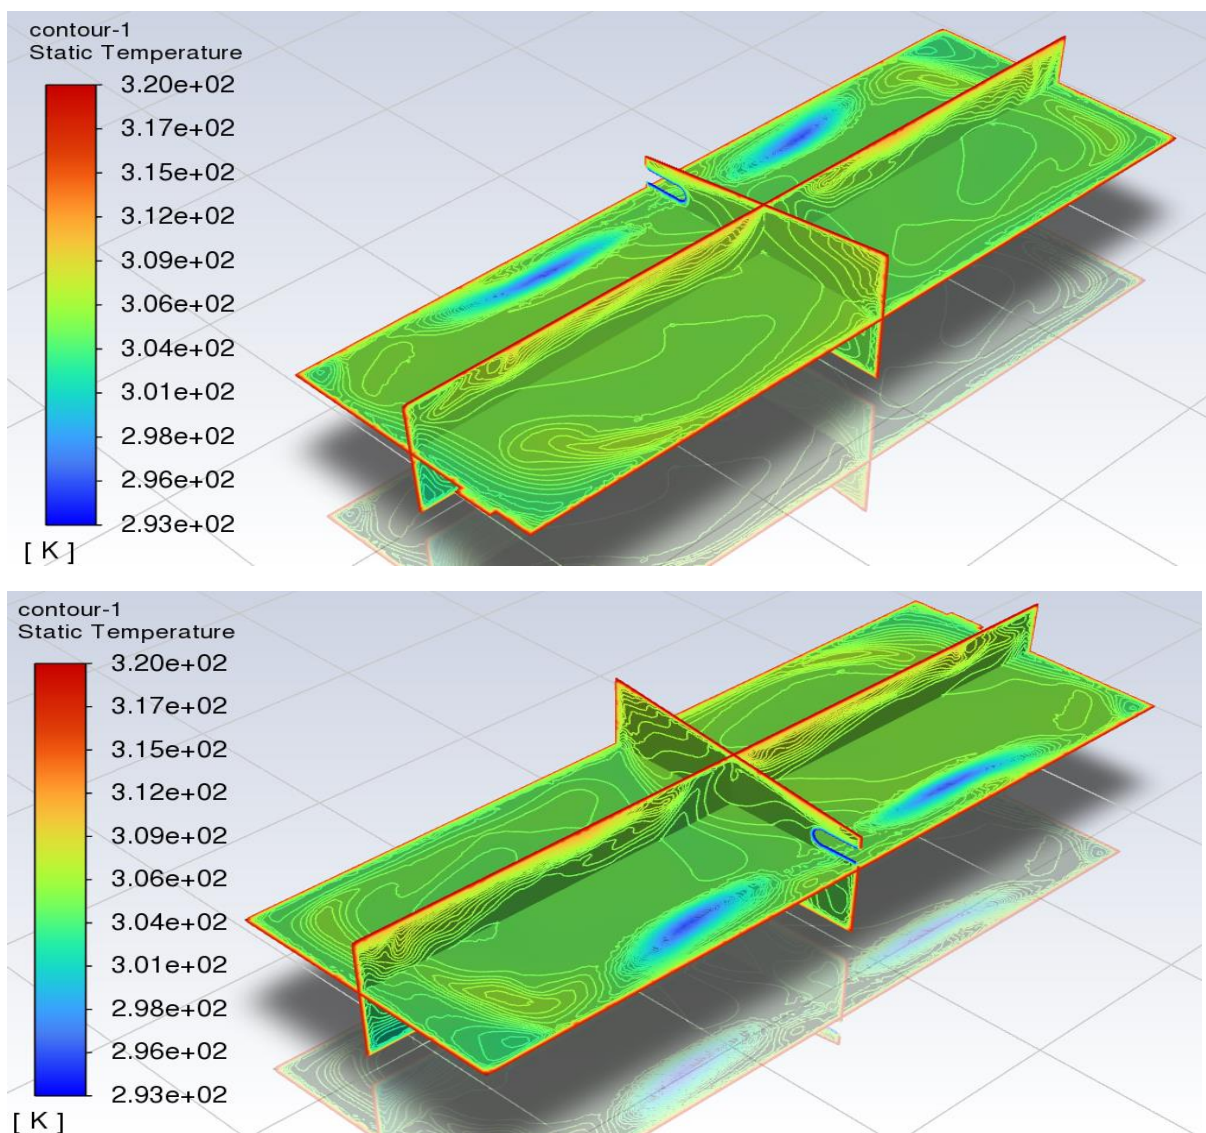 contour-1
Static Temperature
3.20e+02
3.17e+02
3.15e+02
3.12e+02
3.09e+02
3.06e+02
3.04e+02
3.01e+02
2.98e+02
2.96e+02
2.93e+02
[ K ]
contour-1
Static Temperature
3.20e+02
3.17e+02
3.15e+02
3.12e+02
3.09e+02
3.06e+02
3.04e+02
3.01e+02
2.98e+02
2.96e+02
2.93e+02
[ K ]